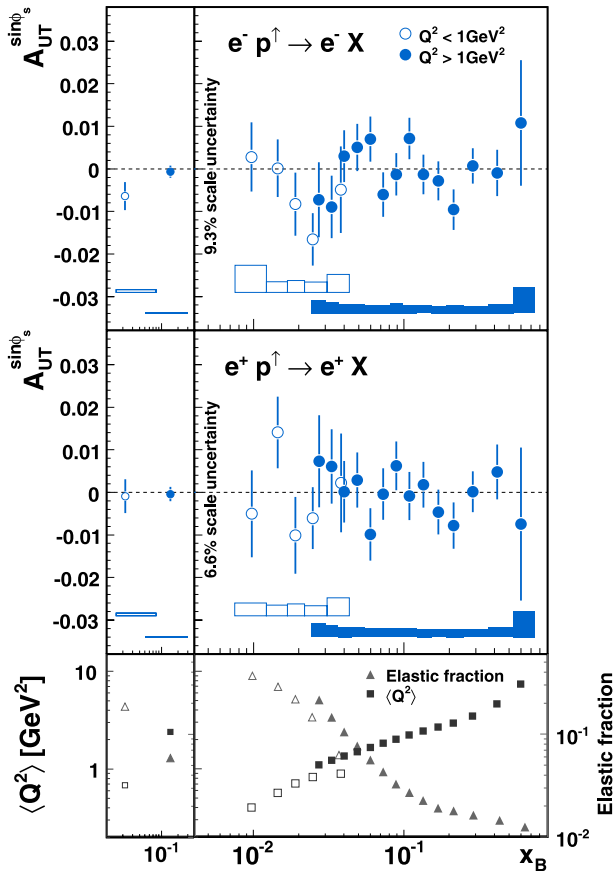 A_UT^sinϕ_s
e⁻ p↑ → e⁻ X
Q² < 1GeV²
Q² > 1GeV²
9.3% scale uncertainty
0.03
0.02
0.01
0
-0.01
-0.02
-0.03
A_UT^sinϕ_s
e⁺ p↑ → e⁺ X
6.6% scale uncertainty
0.03
0.02
0.01
0
-0.01
-0.02
-0.03
⟨Q²⟩ [GeV²]
10
1
Elastic fraction
⟨Q²⟩
Elastic fraction
10⁻¹
10⁻²
10⁻¹
10⁻²
10⁻¹
x_B